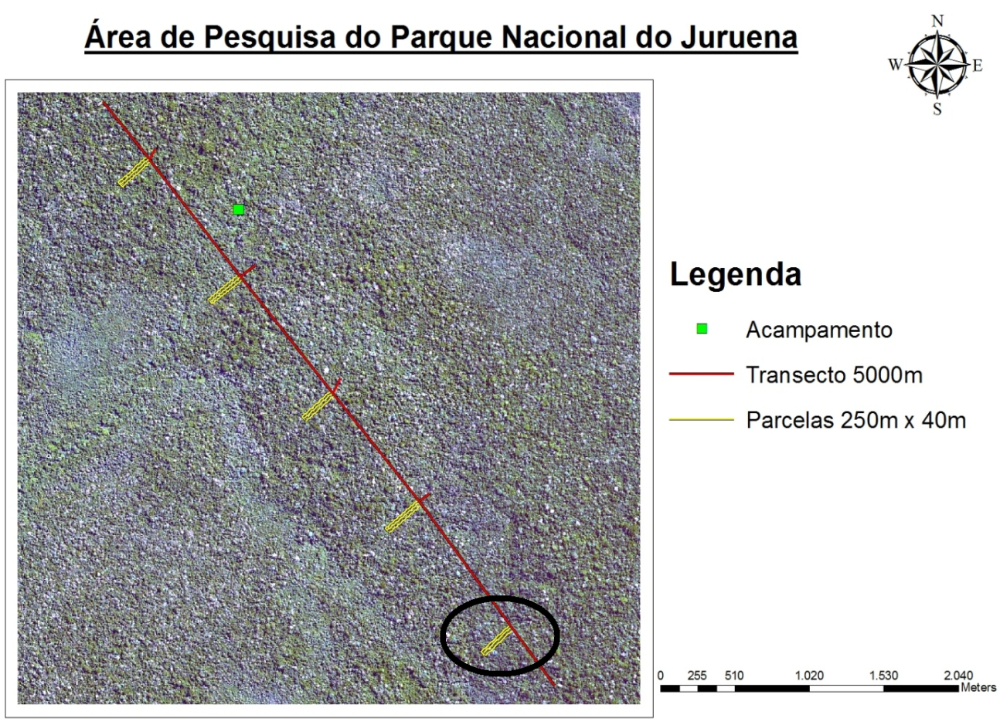 Área de Pesquisa do Parque Nacional do Juruena
N
W E
S
Legenda
Acampamento
Transecto 5000m
Parcelas 250m x 40m
0 255 510 1.020 1.530 2.040
Meters